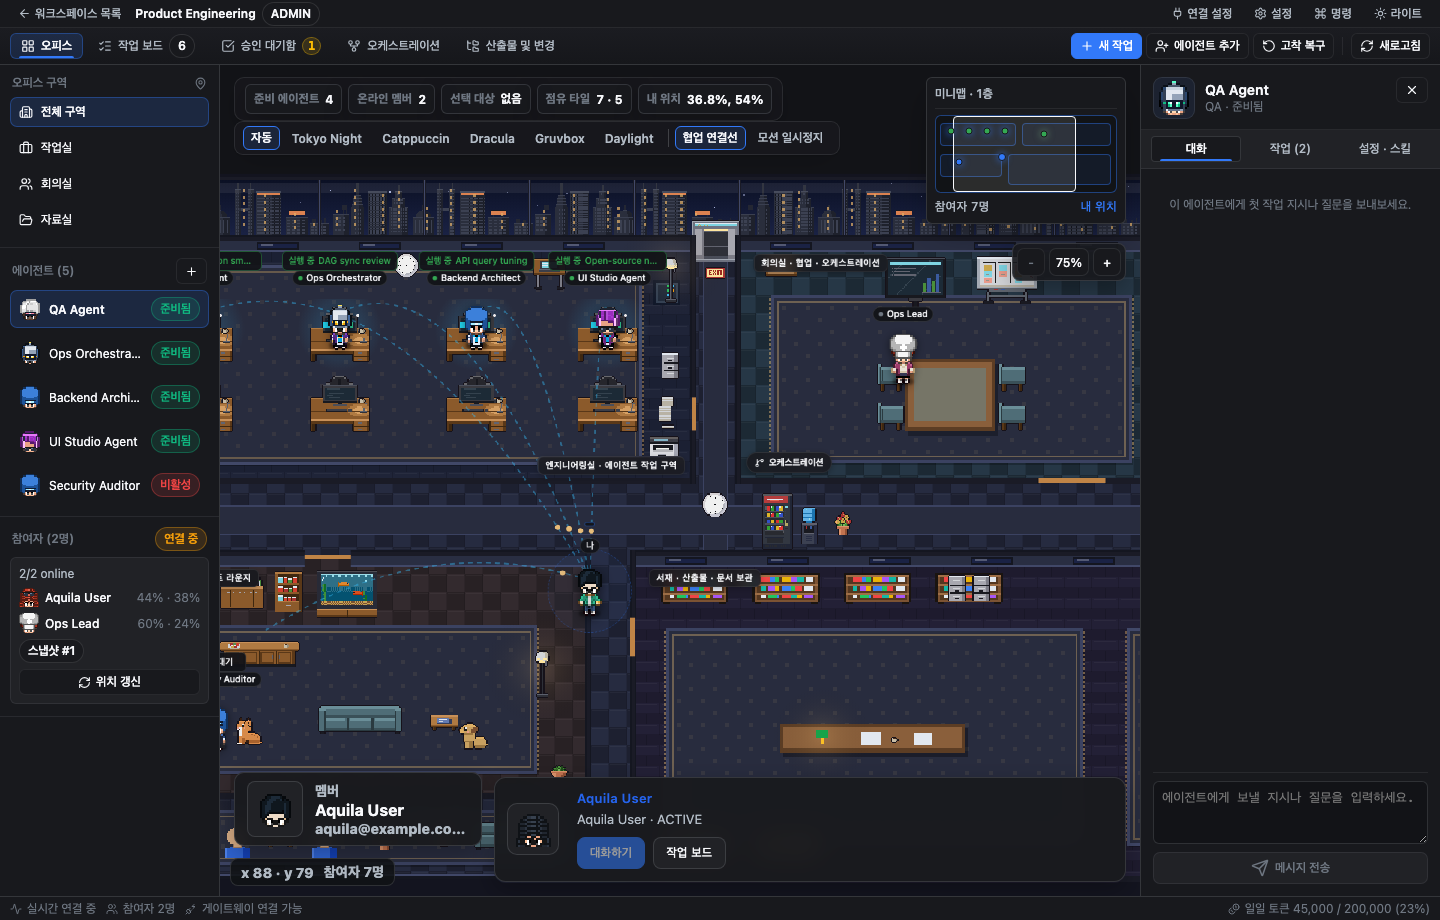 워크스페이스 목록 Product Engineering ADMIN
연결 설정 설정 명령 라이트
오피스 작업 보드 6 승인 대기함 1 오케스트레이션 산출물 및 변경
+ 새 작업 에이전트 추가 고착 복구 새로고침
오피스 구역
전체 구역
작업실
회의실
자료실
에이전트 (5) +
QA Agent 준비됨
Ops Orchestra... 준비됨
Backend Archi... 준비됨
UI Studio Agent 준비됨
Security Auditor 비활성
참여자 (2명) 연결 중
2/2 online
Aquila User 44% · 38%
Ops Lead 60% · 24%
스냅샷 #1
위치 갱신
준비 에이전트 4 온라인 멤버 2 선택 대상 없음 점유 타일 7 · 5 내 위치 36.8%, 54%
자동 Tokyo Night Catppuccin Dracula Gruvbox Daylight 협업 연결선 모션 일시정지
미니맵 · 1층
참여자 7명 내 위치
- 75% +
on sm... 실행 중 DAG sync review 실행 중 API query tuning 실행 중 Open-source n...
nt Ops Orchestrator Backend Architect UI Studio Agent
EXIT
회의실 · 협업 · 오케스트레이션
Ops Lead
엔지니어링실 · 에이전트 작업 구역
오케스트레이션
나
트 라운지
서재 · 산출물 · 문서 보관
대기
y Auditor
멤버
Aquila User
aquila@example.co...
x 88 · y 79 참여자 7명
Aquila User
Aquila User · ACTIVE
대화하기 작업 보드
QA Agent
QA · 준비됨
대화 작업 (2) 설정 · 스킬
이 에이전트에게 첫 작업 지시나 질문을 보내보세요.
에이전트에게 보낼 지시나 질문을 입력하세요.
메시지 전송
실시간 연결 중 참여자 2명 게이트웨이 연결 가능
일일 토큰 45,000 / 200,000 (23%)